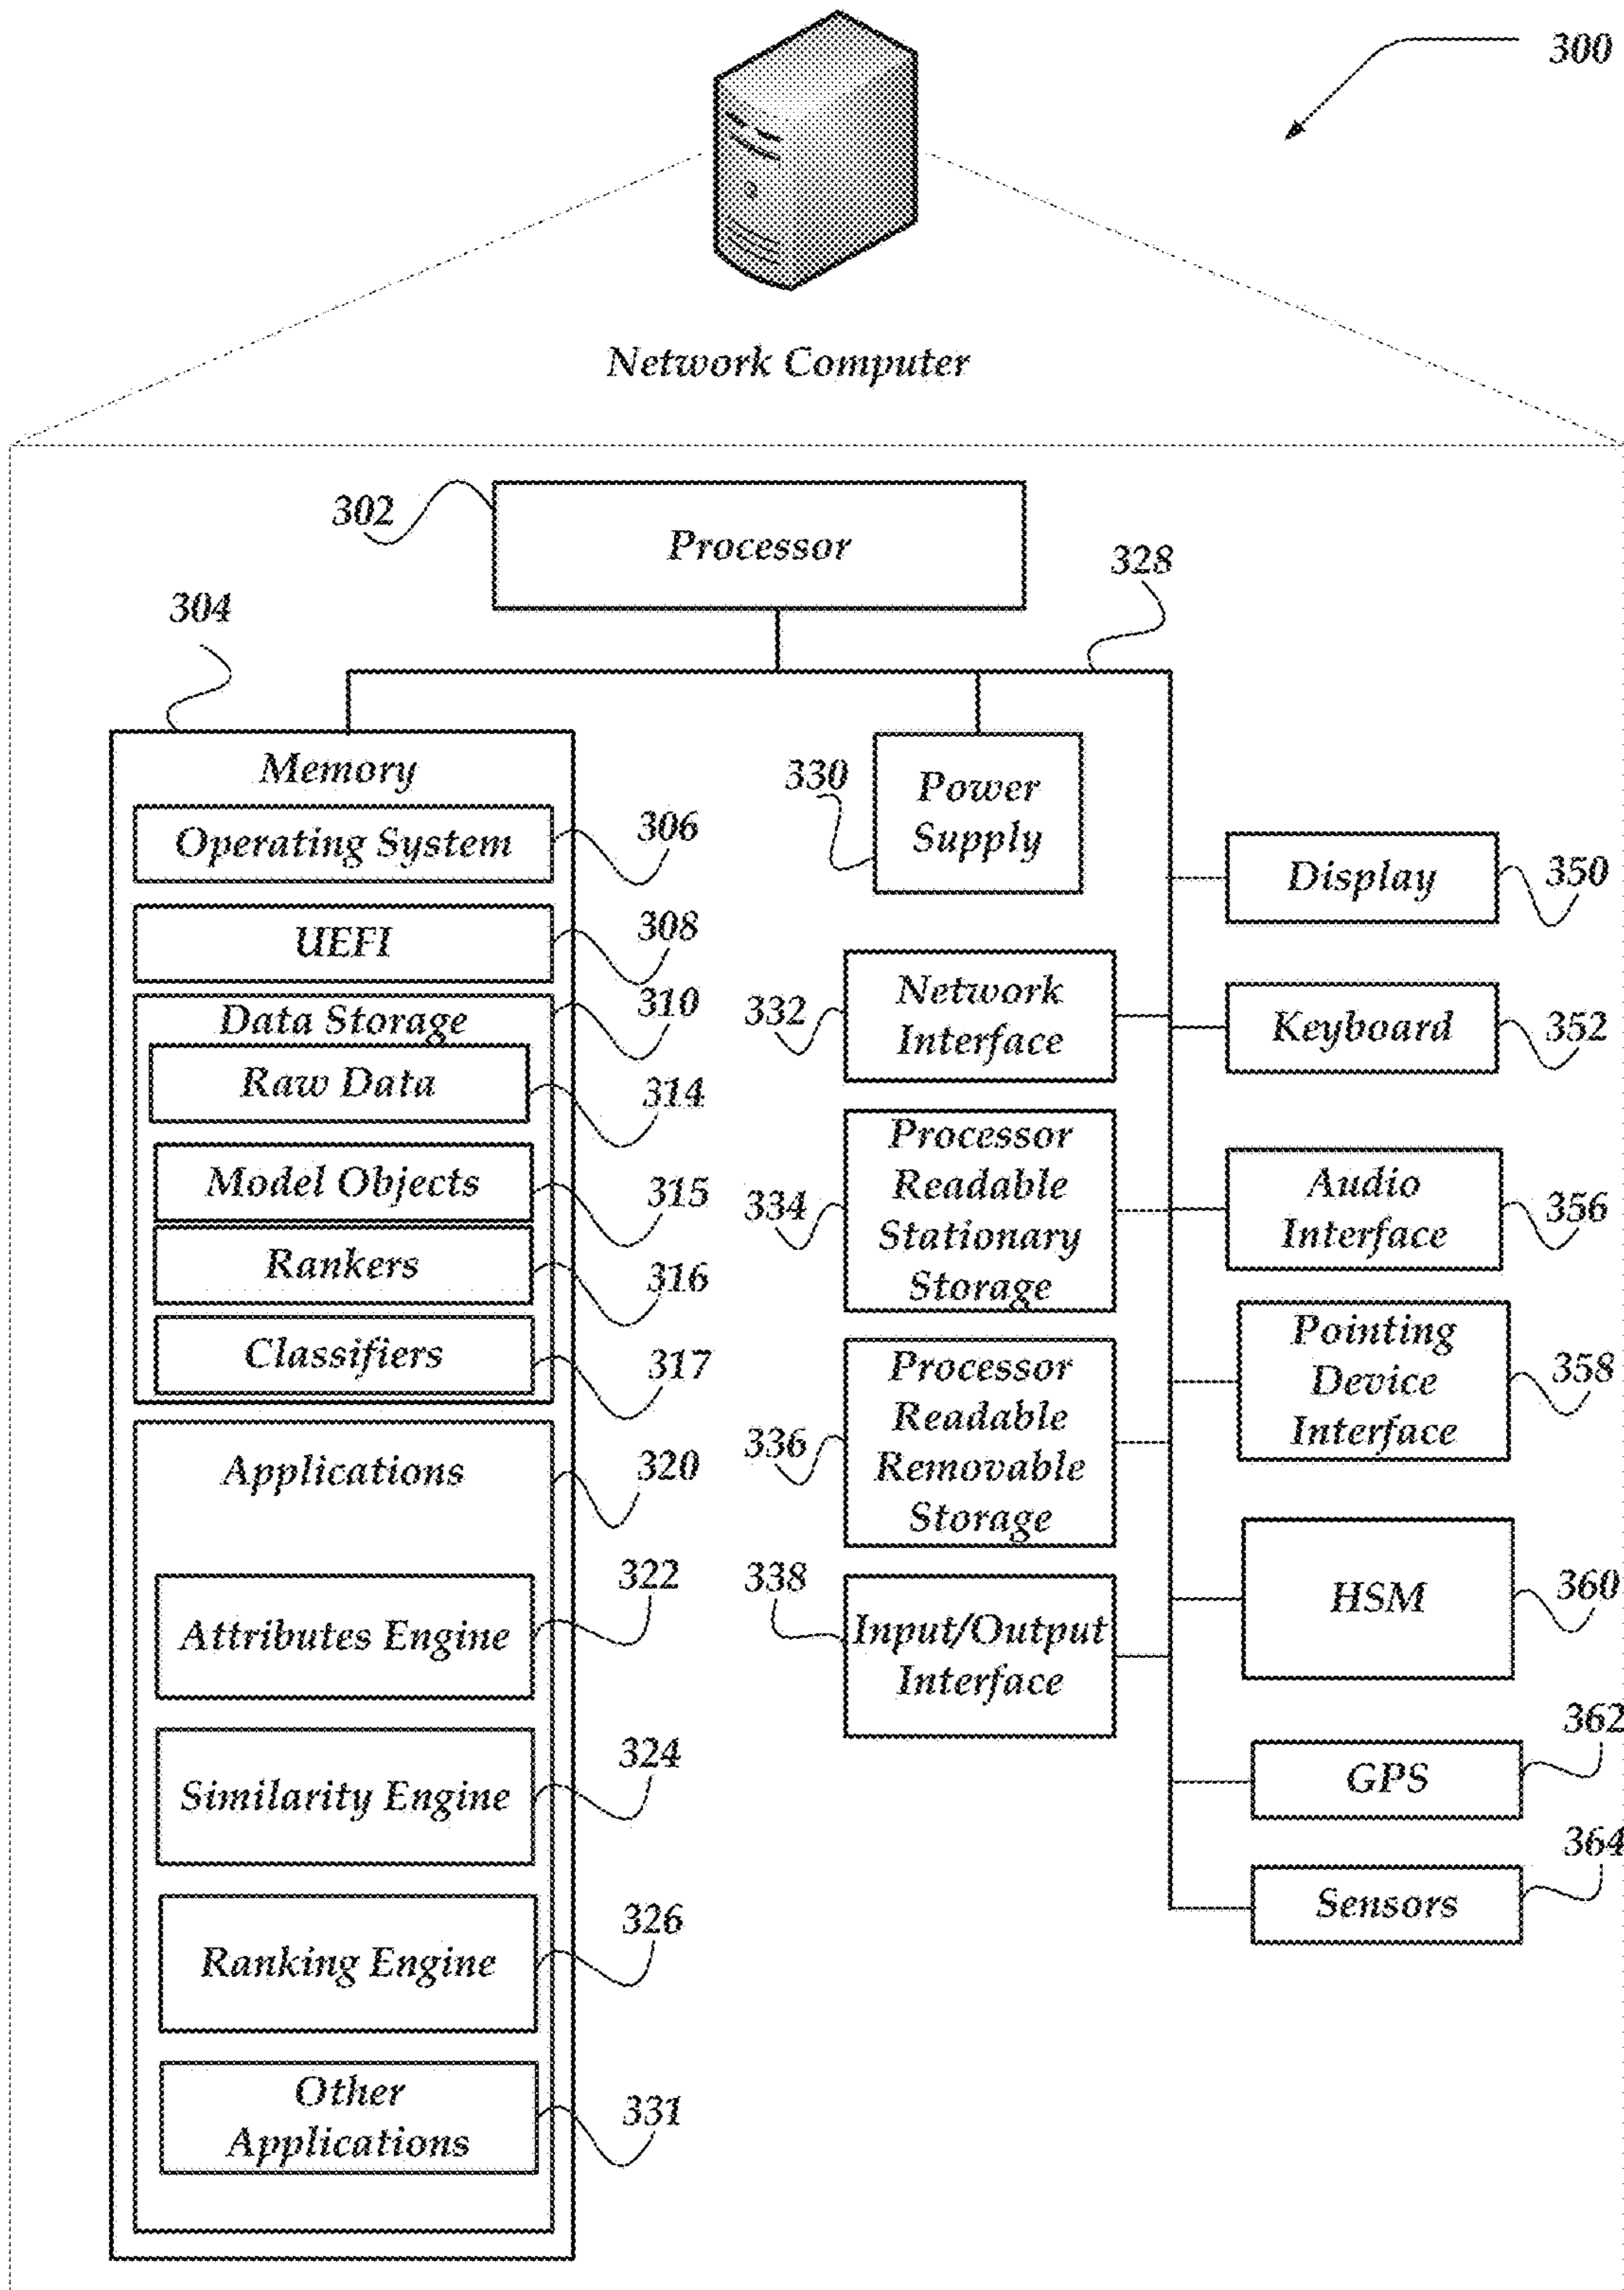 300
Network Computer
302
Processor
328
304
Memory
Operating System
306
UEFI
308
Data Storage
310
Raw Data
314
Model Objects
315
Rankers
316
Classifiers
317
Applications
320
Attributes Engine
322
Similarity Engine
324
Ranking Engine
326
Other
Applications
331
330
Power
Supply
332
Network
Interface
334
Processor
Readable
Stationary
Storage
336
Processor
Readable
Removable
Storage
338
Input/Output
Interface
Display
350
Keyboard
352
Audio
Interface
356
Pointing
Device
Interface
358
HSM
360
GPS
362
Sensors
364